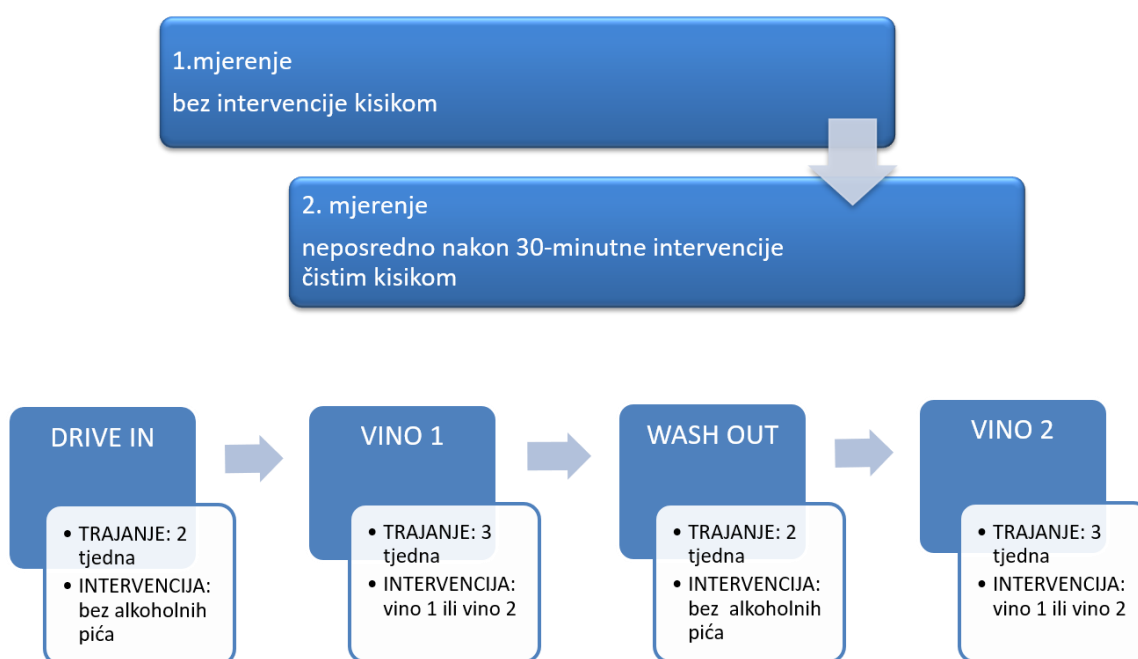 1.mjerenje
bez intervencije kisikom
2. mjerenje
neposredno nakon 30-minutne intervencije
čistim kisikom
DRIVE IN
• TRAJANJE: 2
tjedna
• INTERVENCIJA:
bez alkoholnih
pića
VINO 1
• TRAJANJE: 3
tjedna
• INTERVENCIJA:
vino 1 ili vino 2
WASH OUT
• TRAJANJE: 2
tjedna
• INTERVENCIJA:
bez alkoholnih
pića
VINO 2
• TRAJANJE: 3
tjedna
• INTERVENCIJA:
vino 1 ili vino 2